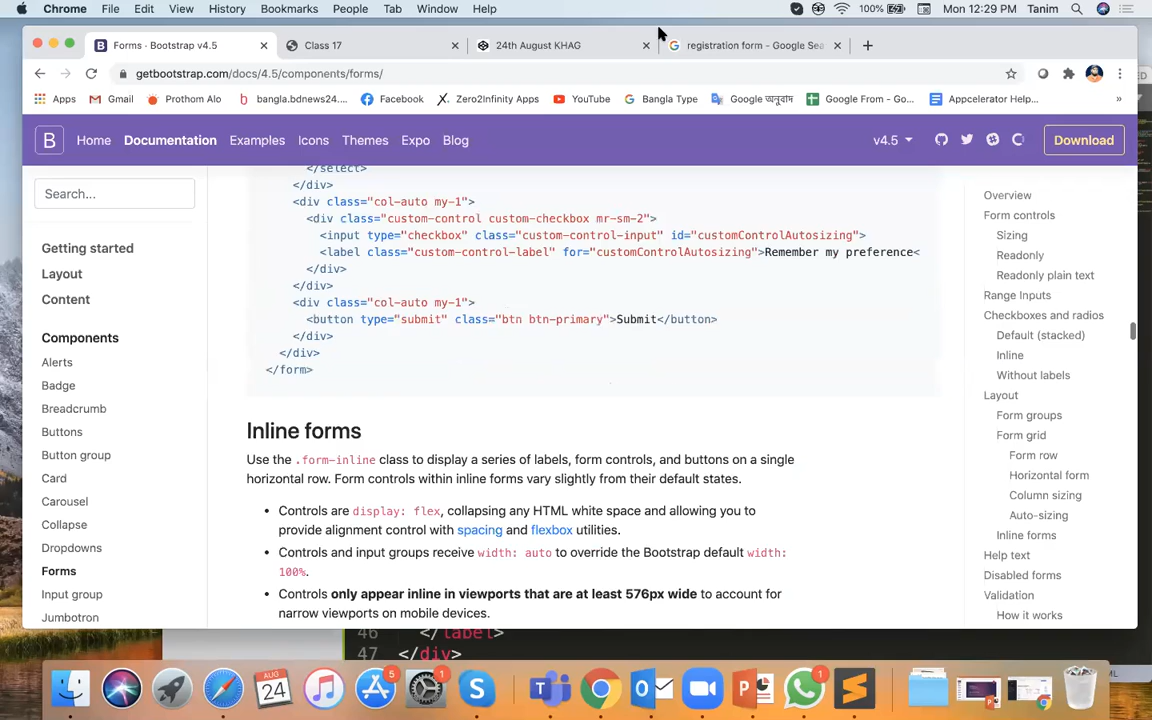 Chrome File Edit View History Bookmarks People Tab Window Help 100% Mon 12:29 PM Tanim
Forms · Bootstrap v4.5 Class 17 24th August KHAG registration form - Google Sea
getbootstrap.com/docs/4.5/components/forms/
Apps Gmail Prothom Alo bangla.bdnews24.... Facebook Zero2Infinity Apps YouTube Bangla Type Google অনুবাদ Google From - Go... Appcelerator Help... »
B Home Documentation Examples Icons Themes Expo Blog v4.5 Download
Search...
Getting started
Layout
Content
Components
Alerts
Badge
Breadcrumb
Buttons
Button group
Card
Carousel
Collapse
Dropdowns
Forms
Input group
Jumbotron
</select>
</div>
<div class="col-auto my-1">
<div class="custom-control custom-checkbox mr-sm-2">
<input type="checkbox" class="custom-control-input" id="customControlAutosizing">
<label class="custom-control-label" for="customControlAutosizing">Remember my preference<
</div>
</div>
<div class="col-auto my-1">
<button type="submit" class="btn btn-primary">Submit</button>
</div>
</div>
</form>
Inline forms
Use the .form-inline class to display a series of labels, form controls, and buttons on a single
horizontal row. Form controls within inline forms vary slightly from their default states.
• Controls are display: flex, collapsing any HTML white space and allowing you to
provide alignment control with spacing and flexbox utilities.
• Controls and input groups receive width: auto to override the Bootstrap default width:
100%.
• Controls only appear inline in viewports that are at least 576px wide to account for
narrow viewports on mobile devices.
Overview
Form controls
Sizing
Readonly
Readonly plain text
Range Inputs
Checkboxes and radios
Default (stacked)
Inline
Without labels
Layout
Form groups
Form grid
Form row
Horizontal form
Column sizing
Auto-sizing
Inline forms
Help text
Disabled forms
Validation
How it works
46 </label>
47 </div>
AUG
24
5
1
1